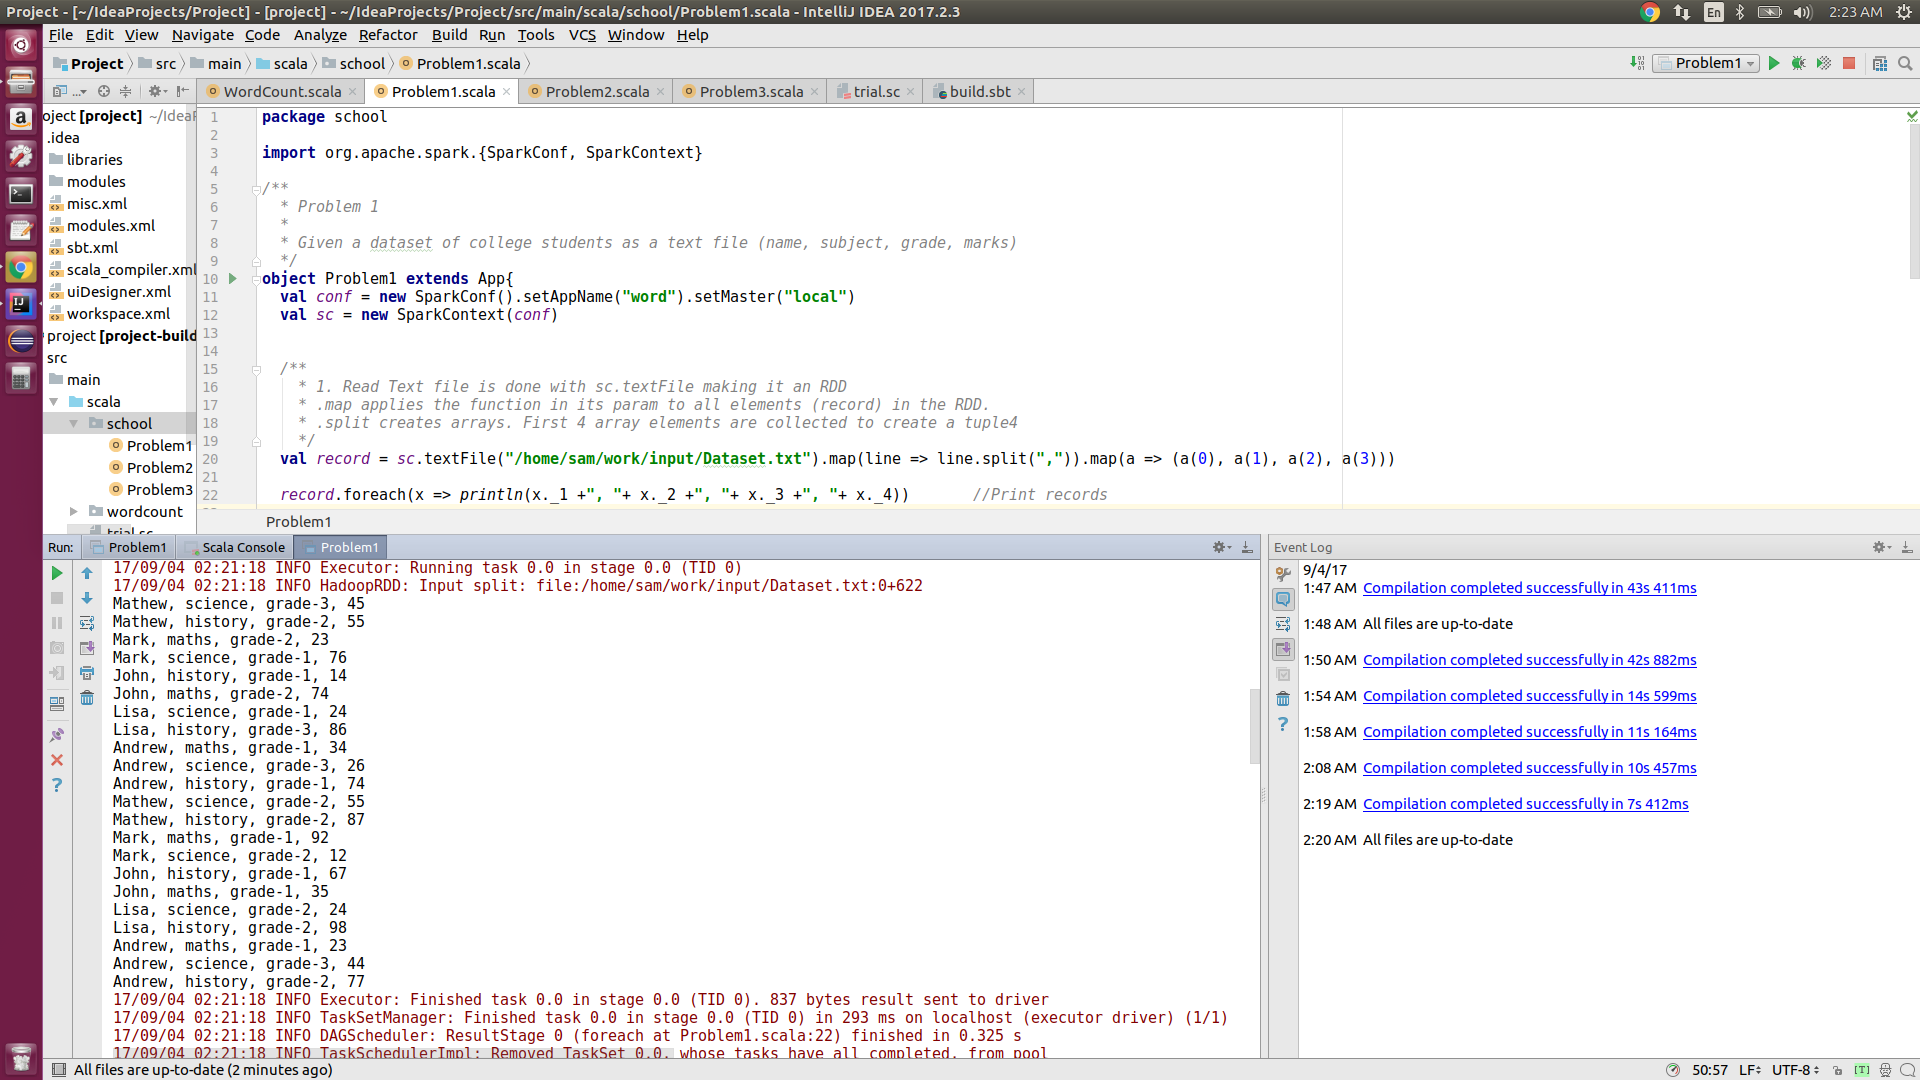 Project - [~/IdeaProjects/Project] - [project] - ~/IdeaProjects/Project/src/main/scala/school/Problem1.scala - IntelliJ IDEA 2017.2.3
En
2:23 AM
File Edit View Navigate Code Analyze Refactor Build Run Tools VCS Window Help
Project src main scala school Problem1.scala
Problem1
... WordCount.scala Problem1.scala Problem2.scala Problem3.scala trial.sc build.sbt
oject [project] ~/IdeaP
.idea
libraries
modules
misc.xml
modules.xml
sbt.xml
scala_compiler.xml
uiDesigner.xml
workspace.xml
project [project-build
src
main
scala
school
Problem1
Problem2
Problem3
wordcount
trial.sc
1 package school
2
3 import org.apache.spark.{SparkConf, SparkContext}
4
5 /**
6 * Problem 1
7 *
8 * Given a dataset of college students as a text file (name, subject, grade, marks)
9 */
10 object Problem1 extends App{
11 val conf = new SparkConf().setAppName("word").setMaster("local")
12 val sc = new SparkContext(conf)
13
14
15 /**
16 * 1. Read Text file is done with sc.textFile making it an RDD
17 * .map applies the function in its param to all elements (record) in the RDD.
18 * .split creates arrays. First 4 array elements are collected to create a tuple4
19 */
20 val record = sc.textFile("/home/sam/work/input/Dataset.txt").map(line => line.split(",")).map(a => (a(0), a(1), a(2), a(3)))
21
22 record.foreach(x => println(x._1 +", "+ x._2 +", "+ x._3 +", "+ x._4)) //Print records
Problem1
Run: Problem1 Scala Console Problem1
17/09/04 02:21:18 INFO Executor: Running task 0.0 in stage 0.0 (TID 0)
17/09/04 02:21:18 INFO HadoopRDD: Input split: file:/home/sam/work/input/Dataset.txt:0+622
Mathew, science, grade-3, 45
Mathew, history, grade-2, 55
Mark, maths, grade-2, 23
Mark, science, grade-1, 76
John, history, grade-1, 14
John, maths, grade-2, 74
Lisa, science, grade-1, 24
Lisa, history, grade-3, 86
Andrew, maths, grade-1, 34
Andrew, science, grade-3, 26
Andrew, history, grade-1, 74
Mathew, science, grade-2, 55
Mathew, history, grade-2, 87
Mark, maths, grade-1, 92
Mark, science, grade-2, 12
John, history, grade-1, 67
John, maths, grade-1, 35
Lisa, science, grade-2, 24
Lisa, history, grade-2, 98
Andrew, maths, grade-1, 23
Andrew, science, grade-3, 44
Andrew, history, grade-2, 77
17/09/04 02:21:18 INFO Executor: Finished task 0.0 in stage 0.0 (TID 0). 837 bytes result sent to driver
17/09/04 02:21:18 INFO TaskSetManager: Finished task 0.0 in stage 0.0 (TID 0) in 293 ms on localhost (executor driver) (1/1)
17/09/04 02:21:18 INFO DAGScheduler: ResultStage 0 (foreach at Problem1.scala:22) finished in 0.325 s
17/09/04 02:21:18 INFO TaskSchedulerImpl: Removed TaskSet 0.0, whose tasks have all completed, from pool
Event Log
9/4/17
1:47 AM Compilation completed successfully in 43s 411ms
1:48 AM All files are up-to-date
1:50 AM Compilation completed successfully in 42s 882ms
1:54 AM Compilation completed successfully in 14s 599ms
1:58 AM Compilation completed successfully in 11s 164ms
2:08 AM Compilation completed successfully in 10s 457ms
2:19 AM Compilation completed successfully in 7s 412ms
2:20 AM All files are up-to-date
All files are up-to-date (2 minutes ago)
50:57 LF UTF-8 [T]